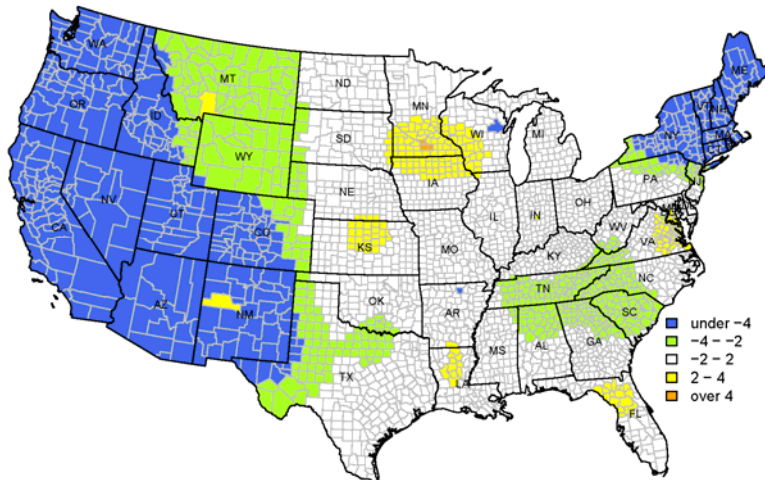 WA
MT
ND
MN
ME
OR
ID
SD
WI
MI
VT
NH
NY
MA
WY
IA
PA
NJ
NE
NV
UT
CO
IL
IN
OH
WV
VA
CA
KS
MO
KY
TN
NC
AZ
NM
OK
AR
SC
MS
AL
GA
TX
LA
FL
under −4
−4 − −2
−2 − 2
2 − 4
over 4